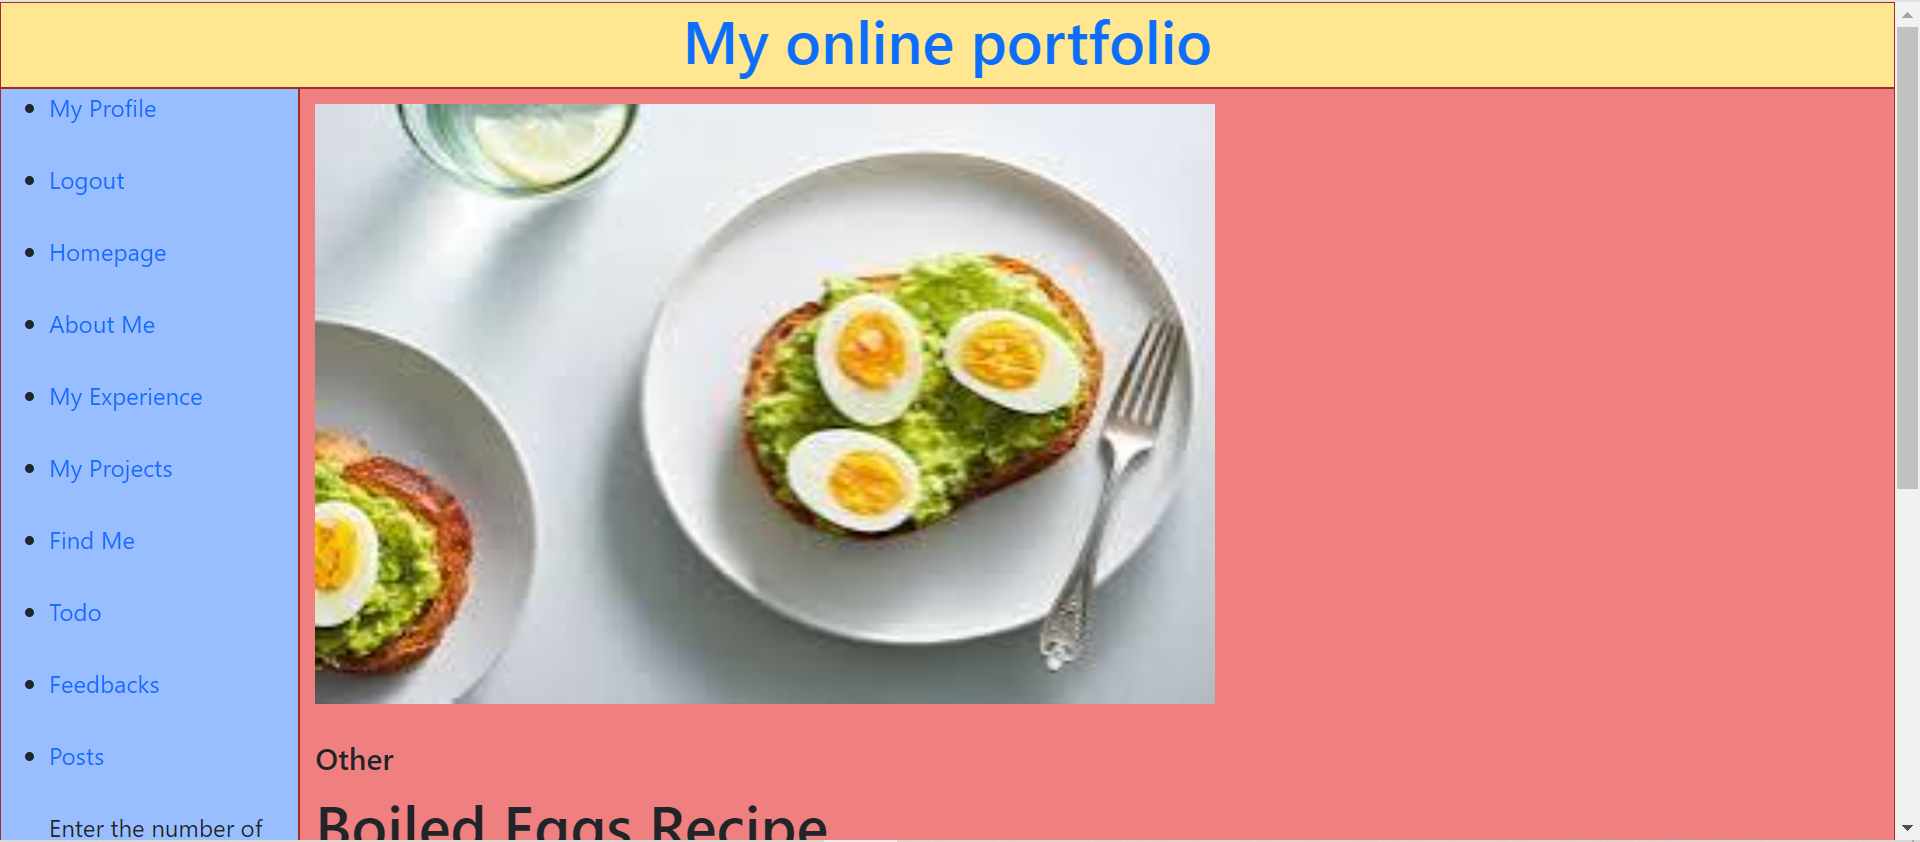 My online portfolio
My Profile
Logout
Homepage
About Me
My Experience
My Projects
Find Me
Todo
Feedbacks
Posts
Enter the number of
Other
Boiled Eggs Recipe